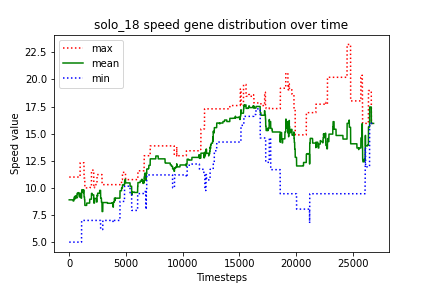 solo_18 speed gene distribution over time
max
mean
min
Speed value
22.5
20.0
17.5
15.0
12.5
10.0
7.5
5.0
0 5000 10000 15000 20000 25000
Timesteps